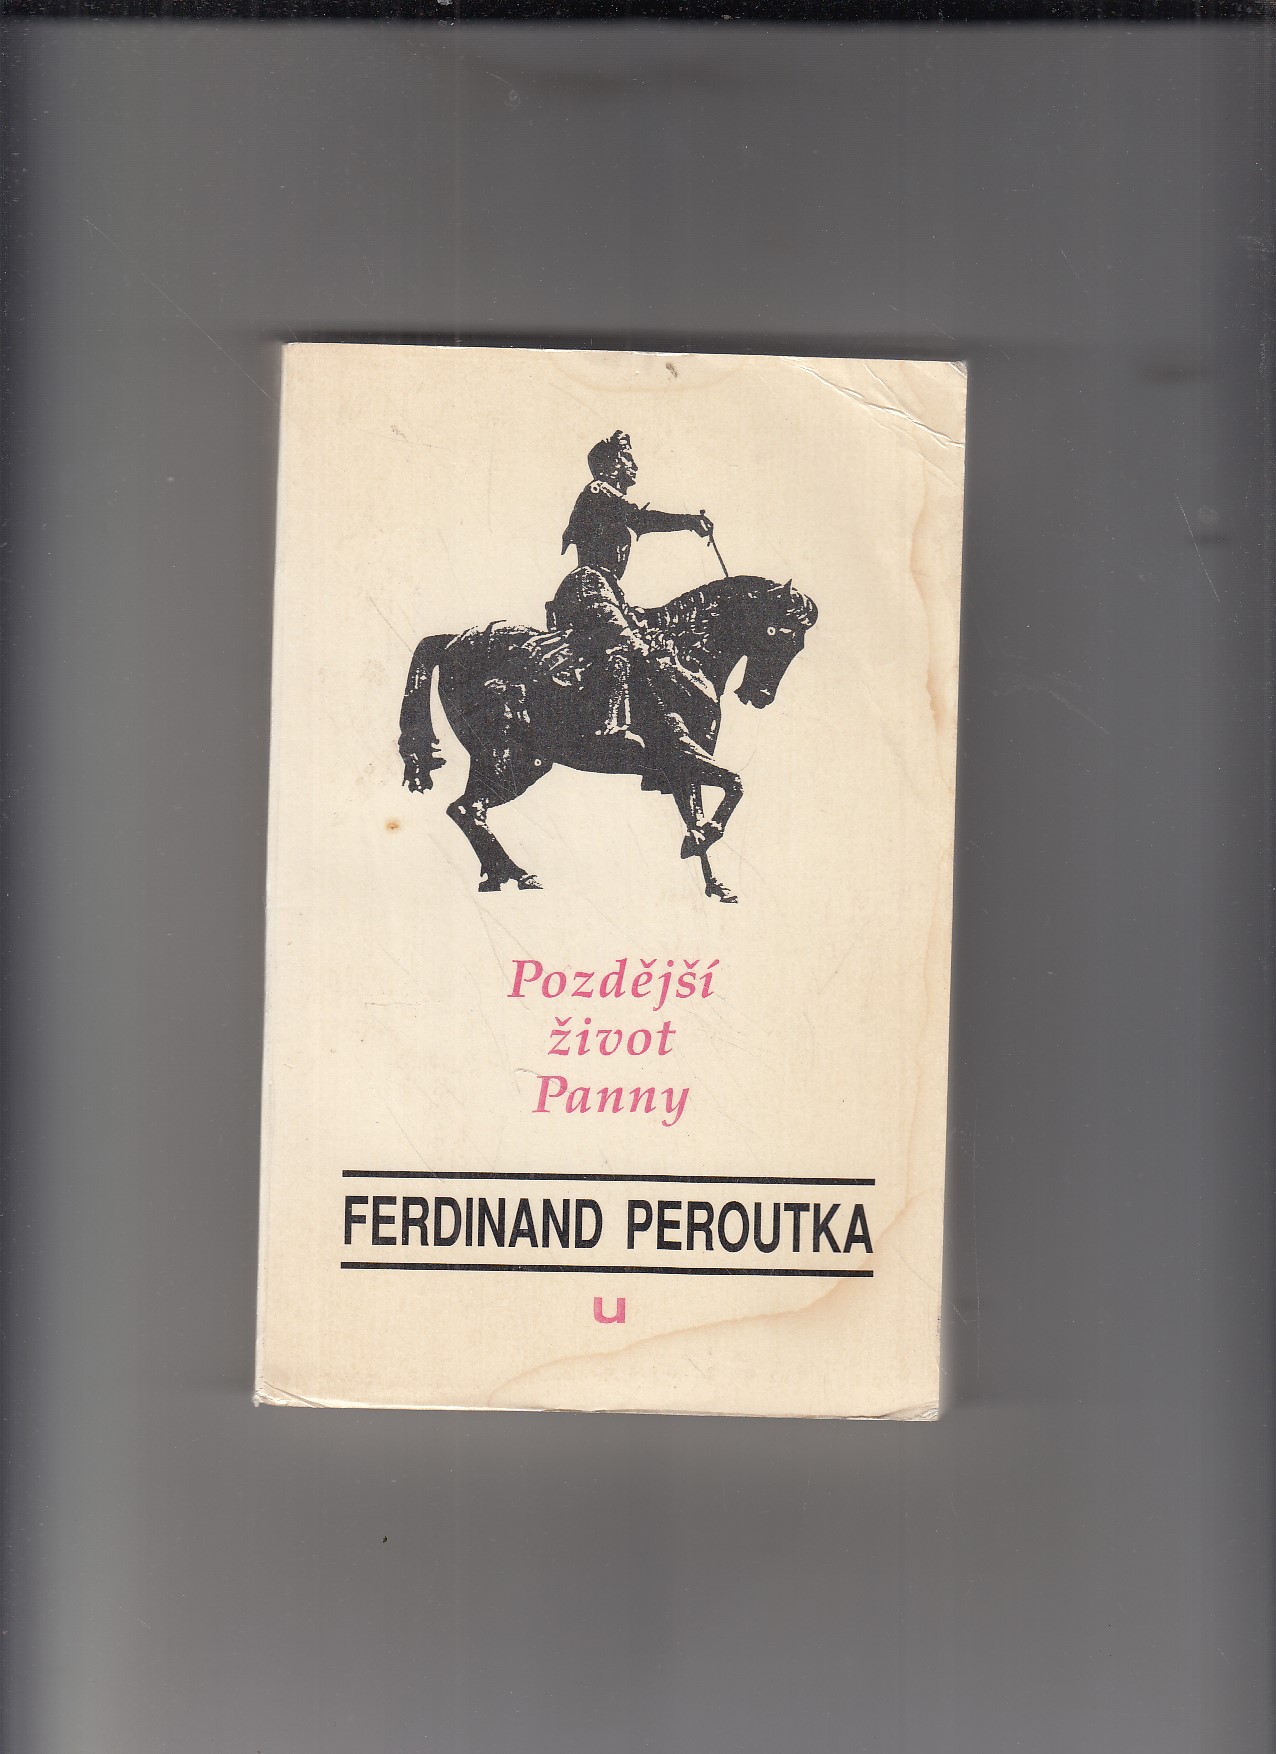 Pozdější
život
Panny
FERDINAND PEROUTKA
u